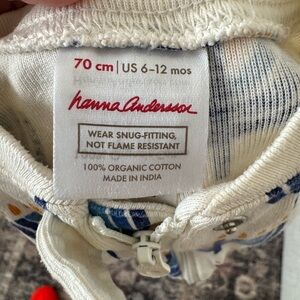 70 cm | US 6-12 mos
hanna Andersson
WEAR SNUG-FITTING,
NOT FLAME RESISTANT
100% ORGANIC COTTON
MADE IN INDIA